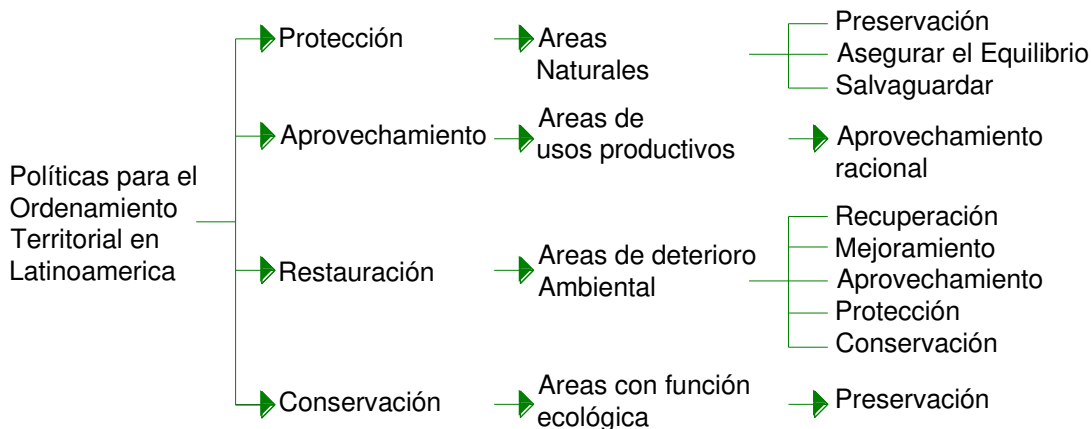 Políticas para el
Ordenamiento
Territorial en
Latinoamerica
Protección
Areas
Naturales
Preservación
Asegurar el Equilibrio
Salvaguardar
Aprovechamiento
Areas de
usos productivos
Aprovechamiento
racional
Restauración
Areas de deterioro
Ambiental
Recuperación
Mejoramiento
Aprovechamiento
Protección
Conservación
Conservación
Areas con función
ecológica
Preservación